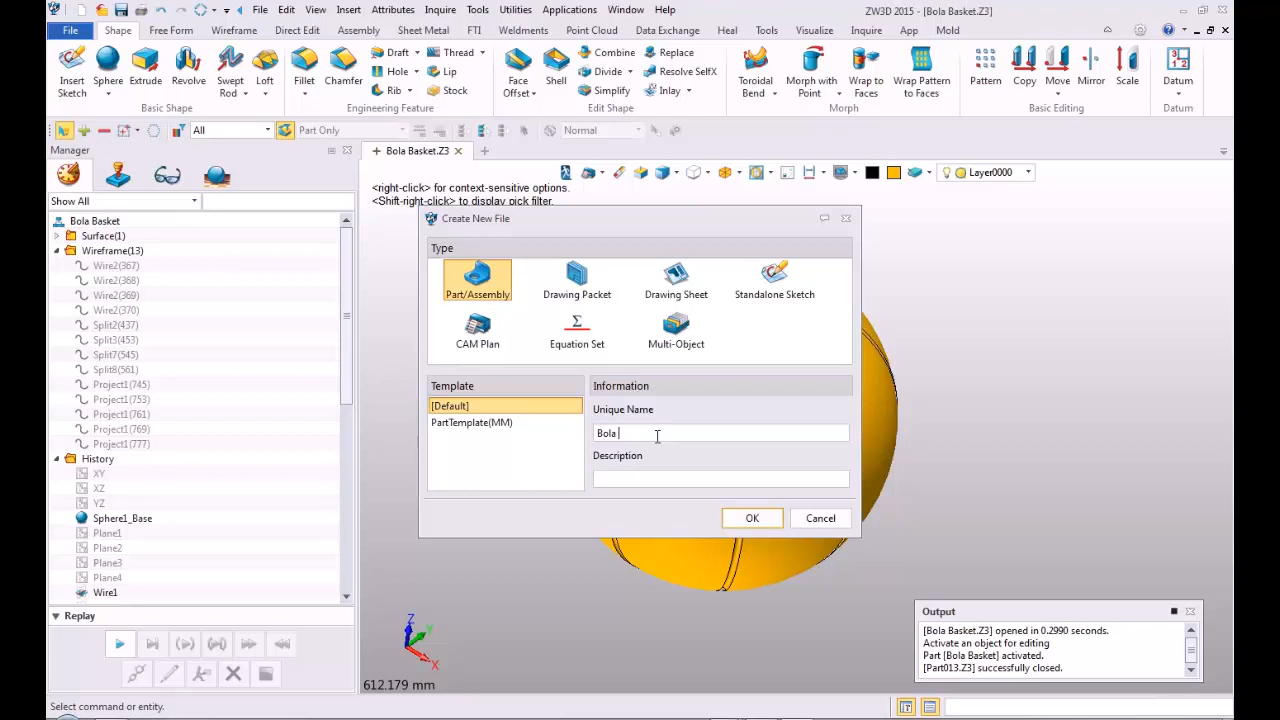 File Edit View Insert Attributes Inquire Tools Utilities Applications Window Help ZW3D 2015 - [Bola Basket.Z3]
File Shape Free Form Wireframe Direct Edit Assembly Sheet Metal FTI Weldments Point Cloud Data Exchange Heal Tools Visualize Inquire App Mold
Draft Thread Combine Replace
Hole Lip Divide Resolve SelfX
Rib Stock Simplify Inlay
Insert Sketch Sphere Extrude Revolve Swept Rod Loft Fillet Chamfer Face Offset Shell Toroidal Bend Morph with Point Wrap to Faces Wrap Pattern to Faces Pattern Copy Move Mirror Scale Datum
Basic Shape Engineering Feature Edit Shape Morph Basic Editing Datum
All Part Only Normal
Manager
Bola Basket.Z3
Show All
Layer0000
<right-click> for context-sensitive options.
<Shift-right-click> to display pick filter.
Bola Basket
Surface(1)
Wireframe(13)
Wire2(367)
Wire2(368)
Wire2(369)
Wire2(370)
Split2(437)
Split3(453)
Split7(545)
Split8(561)
Project1(745)
Project1(753)
Project1(761)
Project1(769)
Project1(777)
History
XY
XZ
YZ
Sphere1_Base
Plane1
Plane2
Plane3
Plane4
Wire1
Replay
Create New File
Type
Part/Assembly Drawing Packet Drawing Sheet Standalone Sketch
CAM Plan Equation Set Multi-Object
Template
[Default]
PartTemplate(MM)
Information
Unique Name
Bola
Description
OK Cancel
Z
Y
X
612.179 mm
Output
[Bola Basket.Z3] opened in 0.2990 seconds.
Activate an object for editing
Part [Bola Basket] activated.
[Part013.Z3] successfully closed.
Select command or entity.